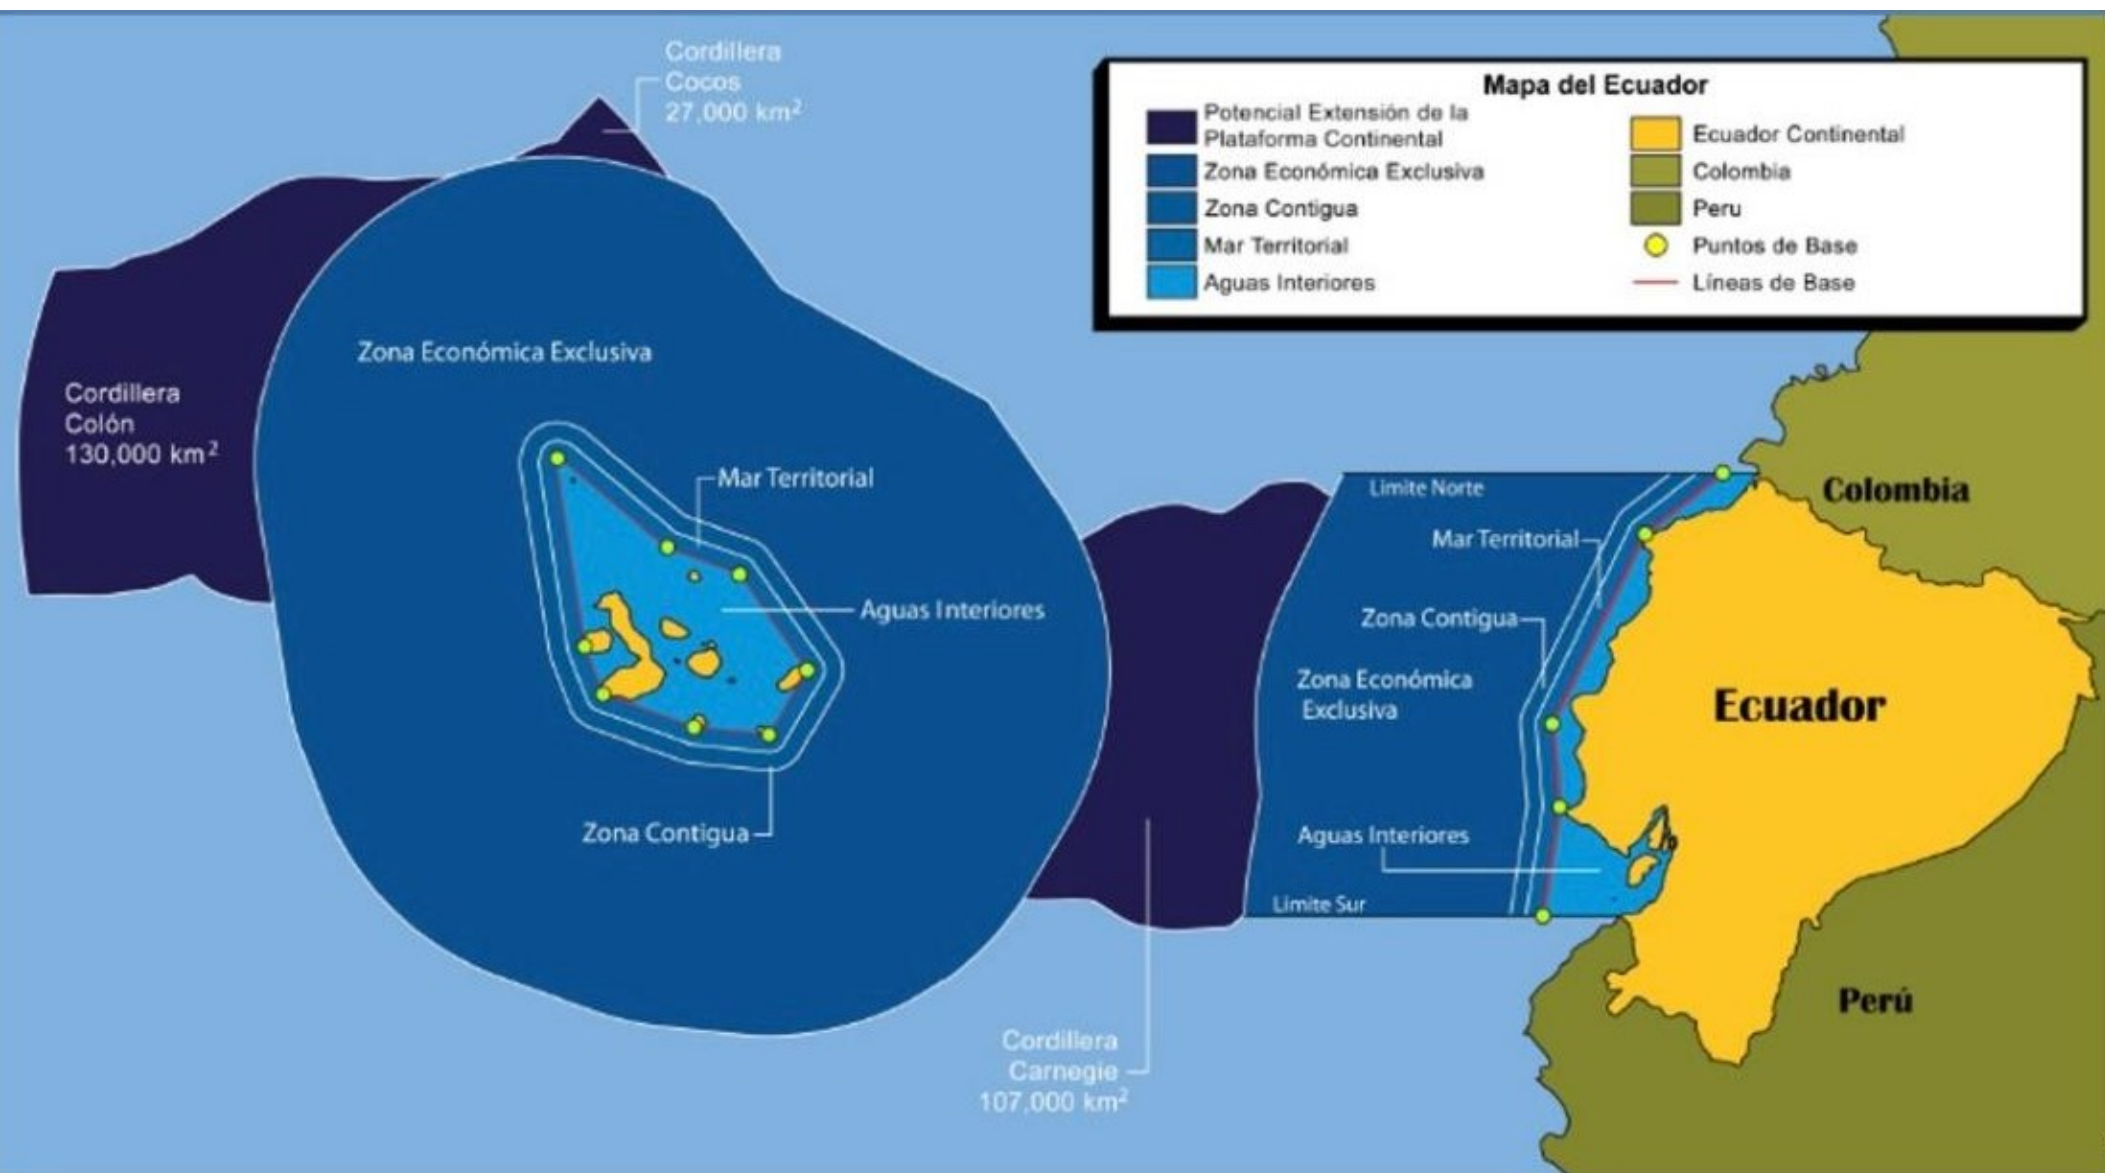 Cordillera
Cocos
27,000 km²
Mapa del Ecuador
Potencial Extensión de la
Plataforma Continental
Zona Económica Exclusiva
Zona Contigua
Mar Territorial
Aguas Interiores
Ecuador Continental
Colombia
Peru
Puntos de Base
Líneas de Base
Cordillera
Colón
130,000 km²
Zona Económica Exclusiva
Mar Territorial
Aguas Interiores
Zona Contigua
Limite Norte
Mar Territorial
Zona Contigua
Zona Económica
Exclusiva
Aguas Interiores
Limite Sur
Colombia
Ecuador
Perú
Cordillera
Carnegie
107,000 km²